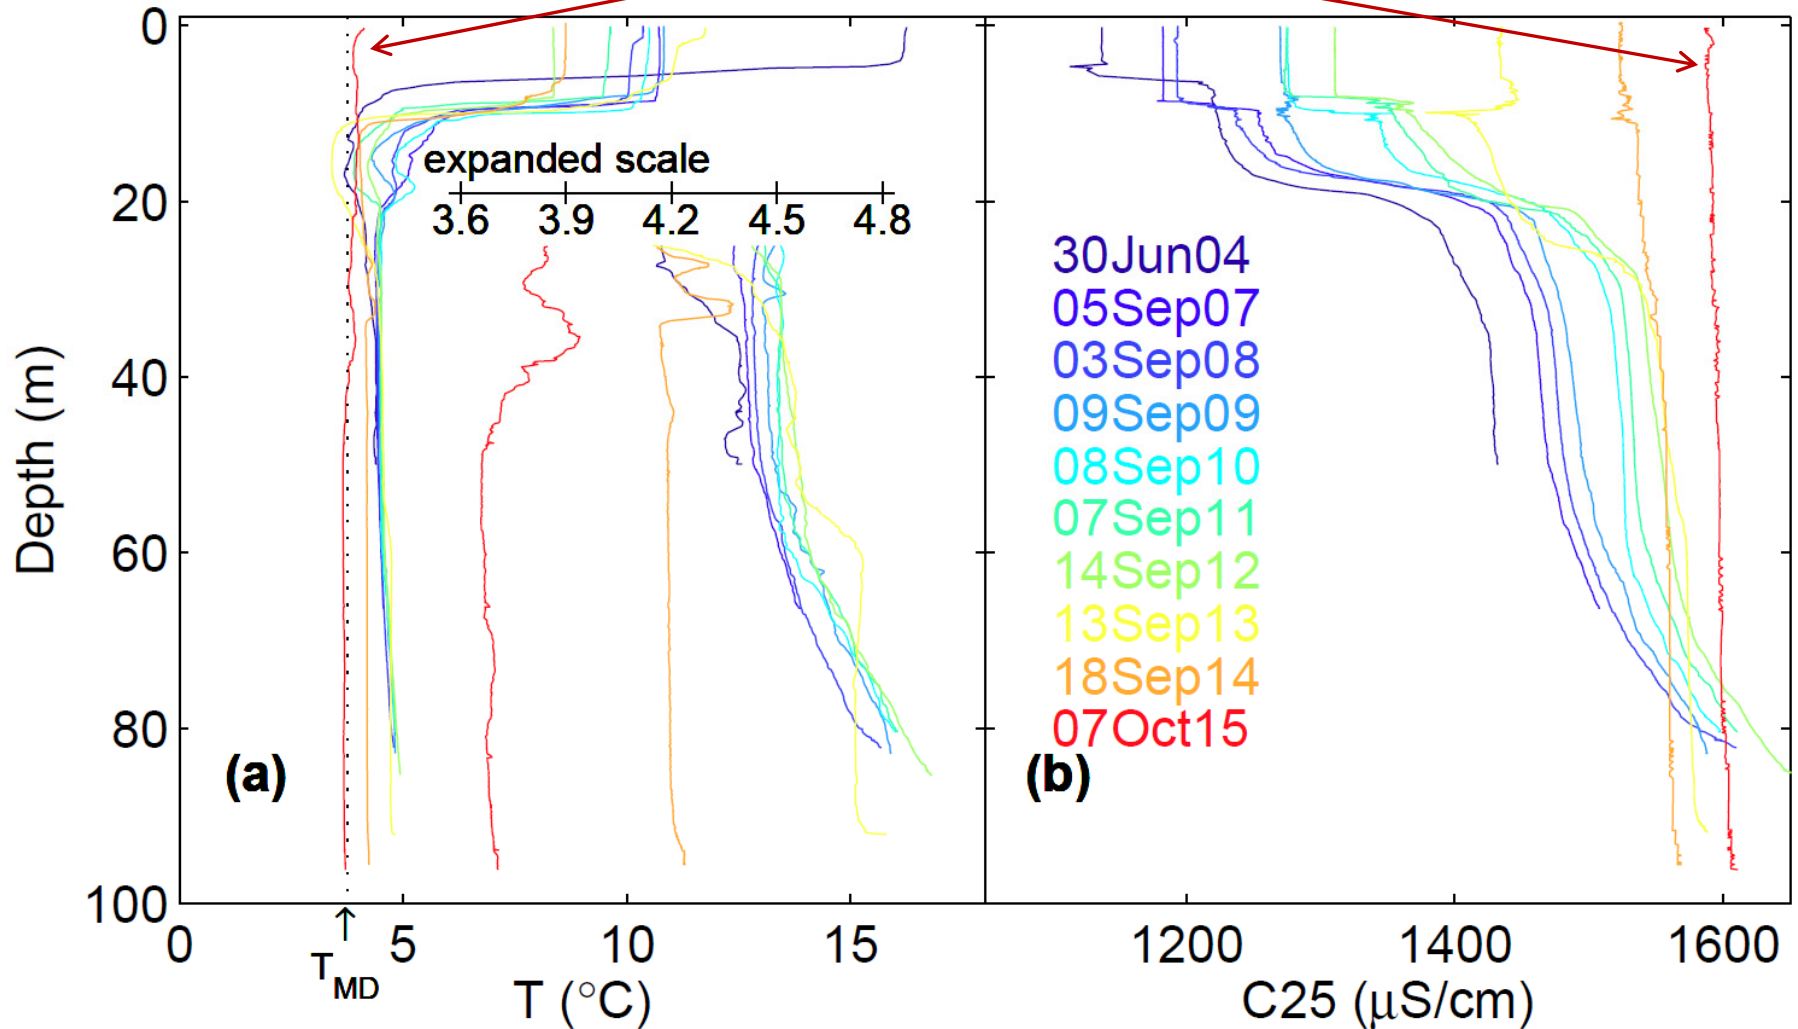 0
20
40
60
80
100
Depth (m)
expanded scale
3.6 3.9 4.2 4.5 4.8
(a)
0 5 10 15
↑
T_MD
T (°C)
30Jun04
05Sep07
03Sep08
09Sep09
08Sep10
07Sep11
14Sep12
13Sep13
18Sep14
07Oct15
(b)
1200 1400 1600
C25 (μS/cm)